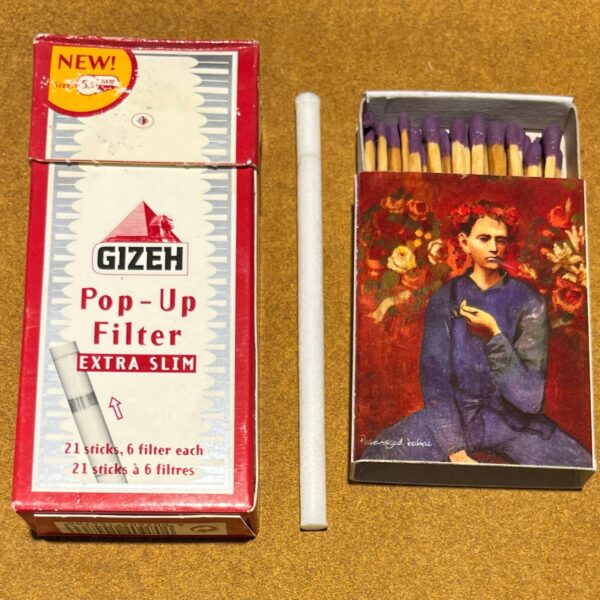 NEW!
GIZEH
Pop-Up
Filter
EXTRA SLIM
21 sticks, 6 filter each
21 sticks à 6 filtres